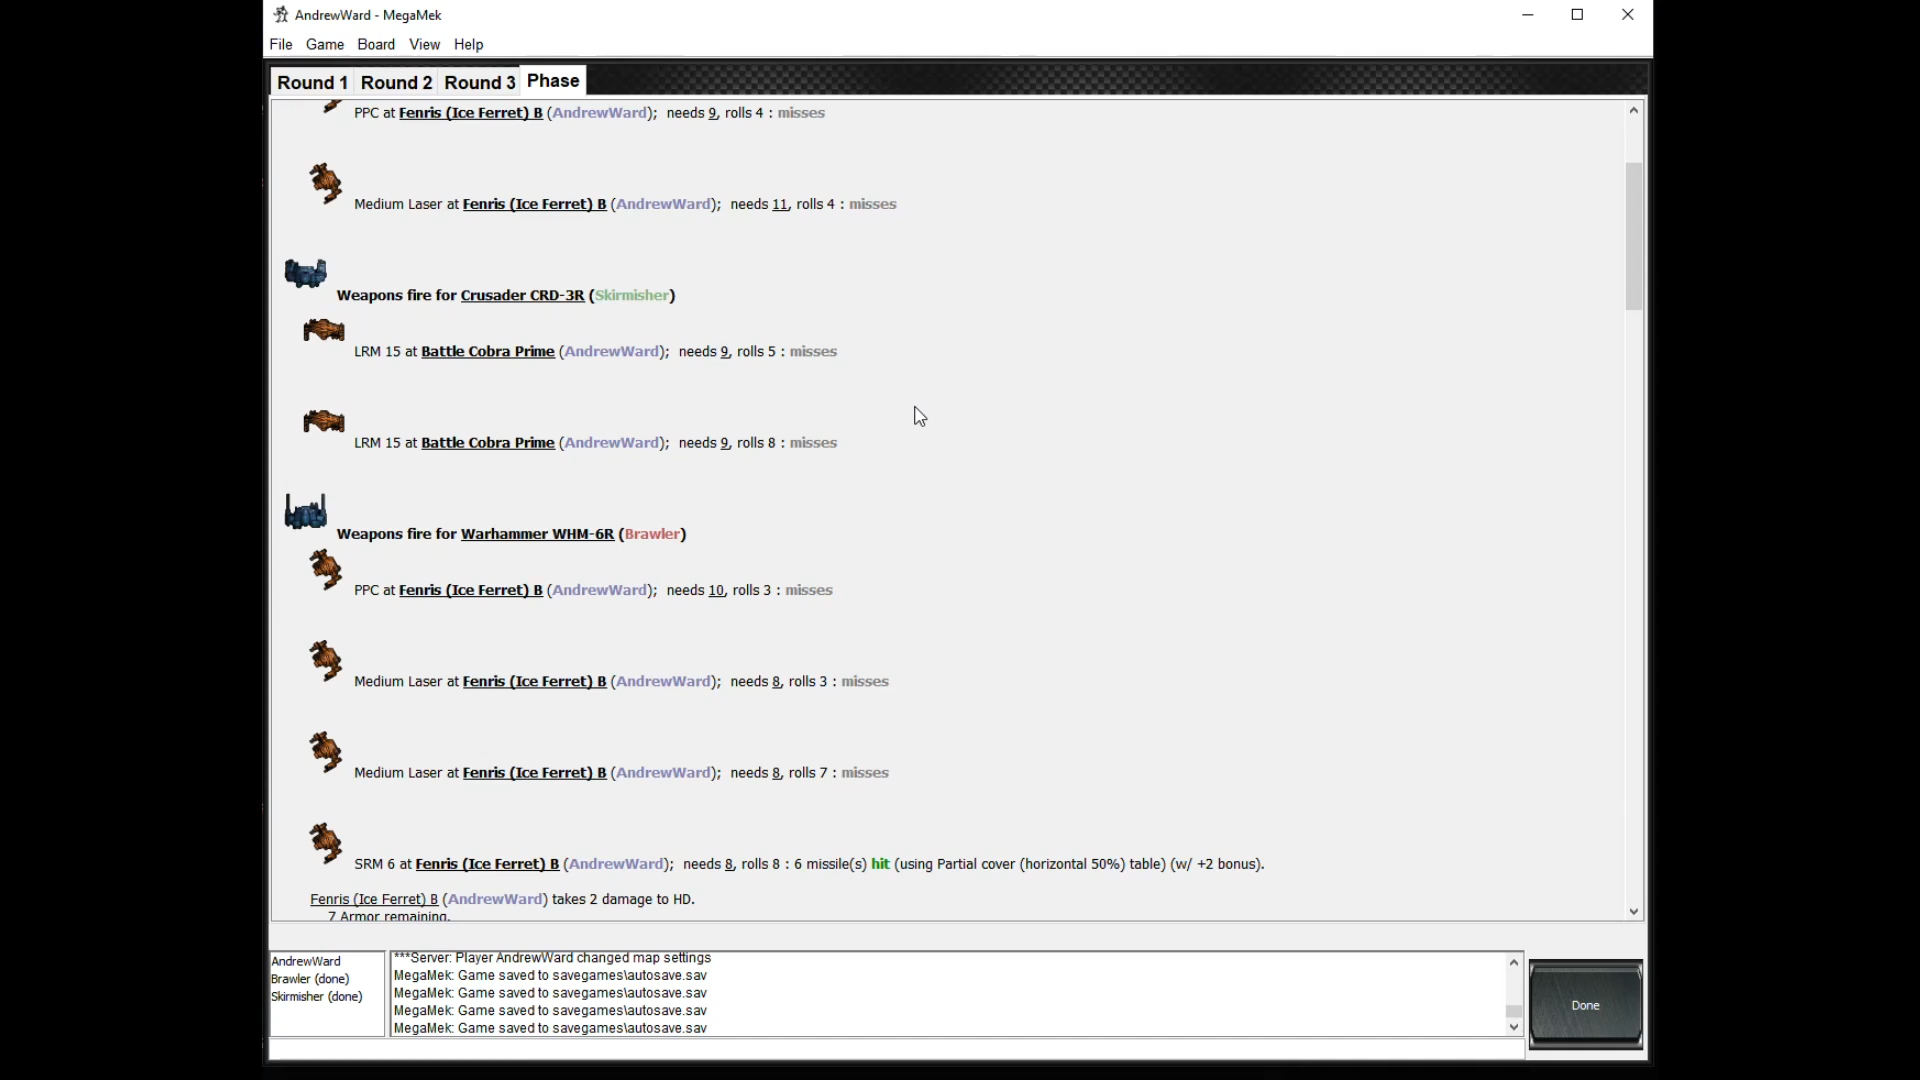 AndrewWard - MegaMek
File Game Board View Help
Round 1 Round 2 Round 3 Phase
PPC at Fenris (Ice Ferret) B (AndrewWard); needs 9, rolls 4 : misses
Medium Laser at Fenris (Ice Ferret) B (AndrewWard); needs 11, rolls 4 : misses
Weapons fire for Crusader CRD-3R (Skirmisher)
LRM 15 at Battle Cobra Prime (AndrewWard); needs 9, rolls 5 : misses
LRM 15 at Battle Cobra Prime (AndrewWard); needs 9, rolls 8 : misses
Weapons fire for Warhammer WHM-6R (Brawler)
PPC at Fenris (Ice Ferret) B (AndrewWard); needs 10, rolls 3 : misses
Medium Laser at Fenris (Ice Ferret) B (AndrewWard); needs 8, rolls 3 : misses
Medium Laser at Fenris (Ice Ferret) B (AndrewWard); needs 8, rolls 7 : misses
SRM 6 at Fenris (Ice Ferret) B (AndrewWard); needs 8, rolls 8 : 6 missile(s) hit (using Partial cover (horizontal 50%) table) (w/ +2 bonus).
Fenris (Ice Ferret) B (AndrewWard) takes 2 damage to HD.
7 Armor remaining.
AndrewWard
Brawler (done)
Skirmisher (done)
***Server: Player AndrewWard changed map settings
MegaMek: Game saved to savegames\autosave.sav
MegaMek: Game saved to savegames\autosave.sav
MegaMek: Game saved to savegames\autosave.sav
MegaMek: Game saved to savegames\autosave.sav
Done